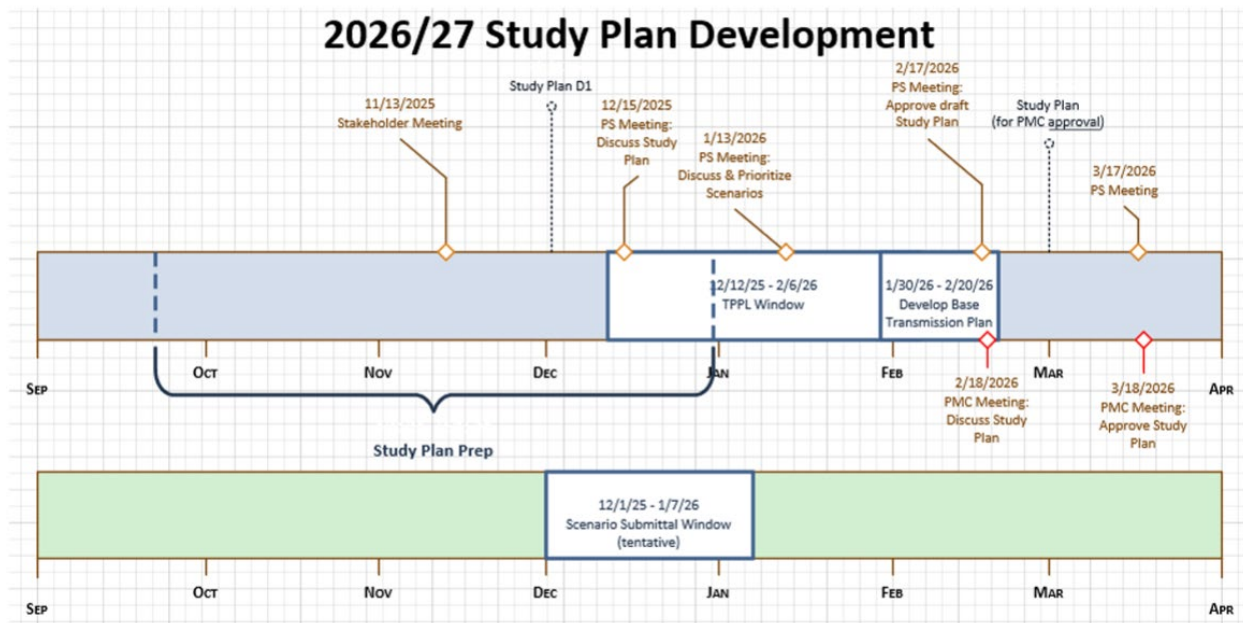 2026/27 Study Plan Development
Study Plan D1
11/13/2025
Stakeholder Meeting
12/15/2025
PS Meeting:
Discuss Study
Plan
1/13/2026
PS Meeting:
Discuss & Prioritize
Scenarios
2/17/2026
PS Meeting:
Approve draft
Study Plan
Study Plan
(for PMC approval)
3/17/2026
PS Meeting
12/12/25 - 2/6/26
TPPL Window
1/30/26 - 2/20/26
Develop Base
Transmission Plan
SEP
OCT
NOV
DEC
JAN
FEB
MAR
APR
2/18/2026
PMC Meeting:
Discuss Study
Plan
3/18/2026
PMC Meeting:
Approve Study
Plan
Study Plan Prep
12/1/25 - 1/7/26
Scenario Submittal Window
(tentative)
SEP
OCT
NOV
DEC
JAN
FEB
MAR
APR